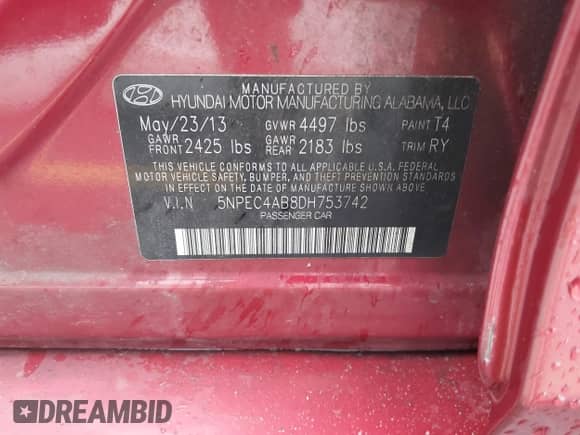 MANUFACTURED BY
HYUNDAI MOTOR MANUFACTURING ALABAMA, LLC
May/23/13 GVWR 4497 lbs PAINT T4
GAWR FRONT 2425 lbs GAWR REAR 2183 lbs TRIM RY
THIS VEHICLE CONFORMS TO ALL APPLICABLE U.S.A. FEDERAL
MOTOR VEHICLE SAFETY, BUMPER, AND THEFT PREVENTION STANDARDS
IN EFFECT ON THE DATE OF MANUFACTURE SHOWN ABOVE.
V.I.N 5NPEC4AB8DH753742
PASSENGER CAR
DREAMBID